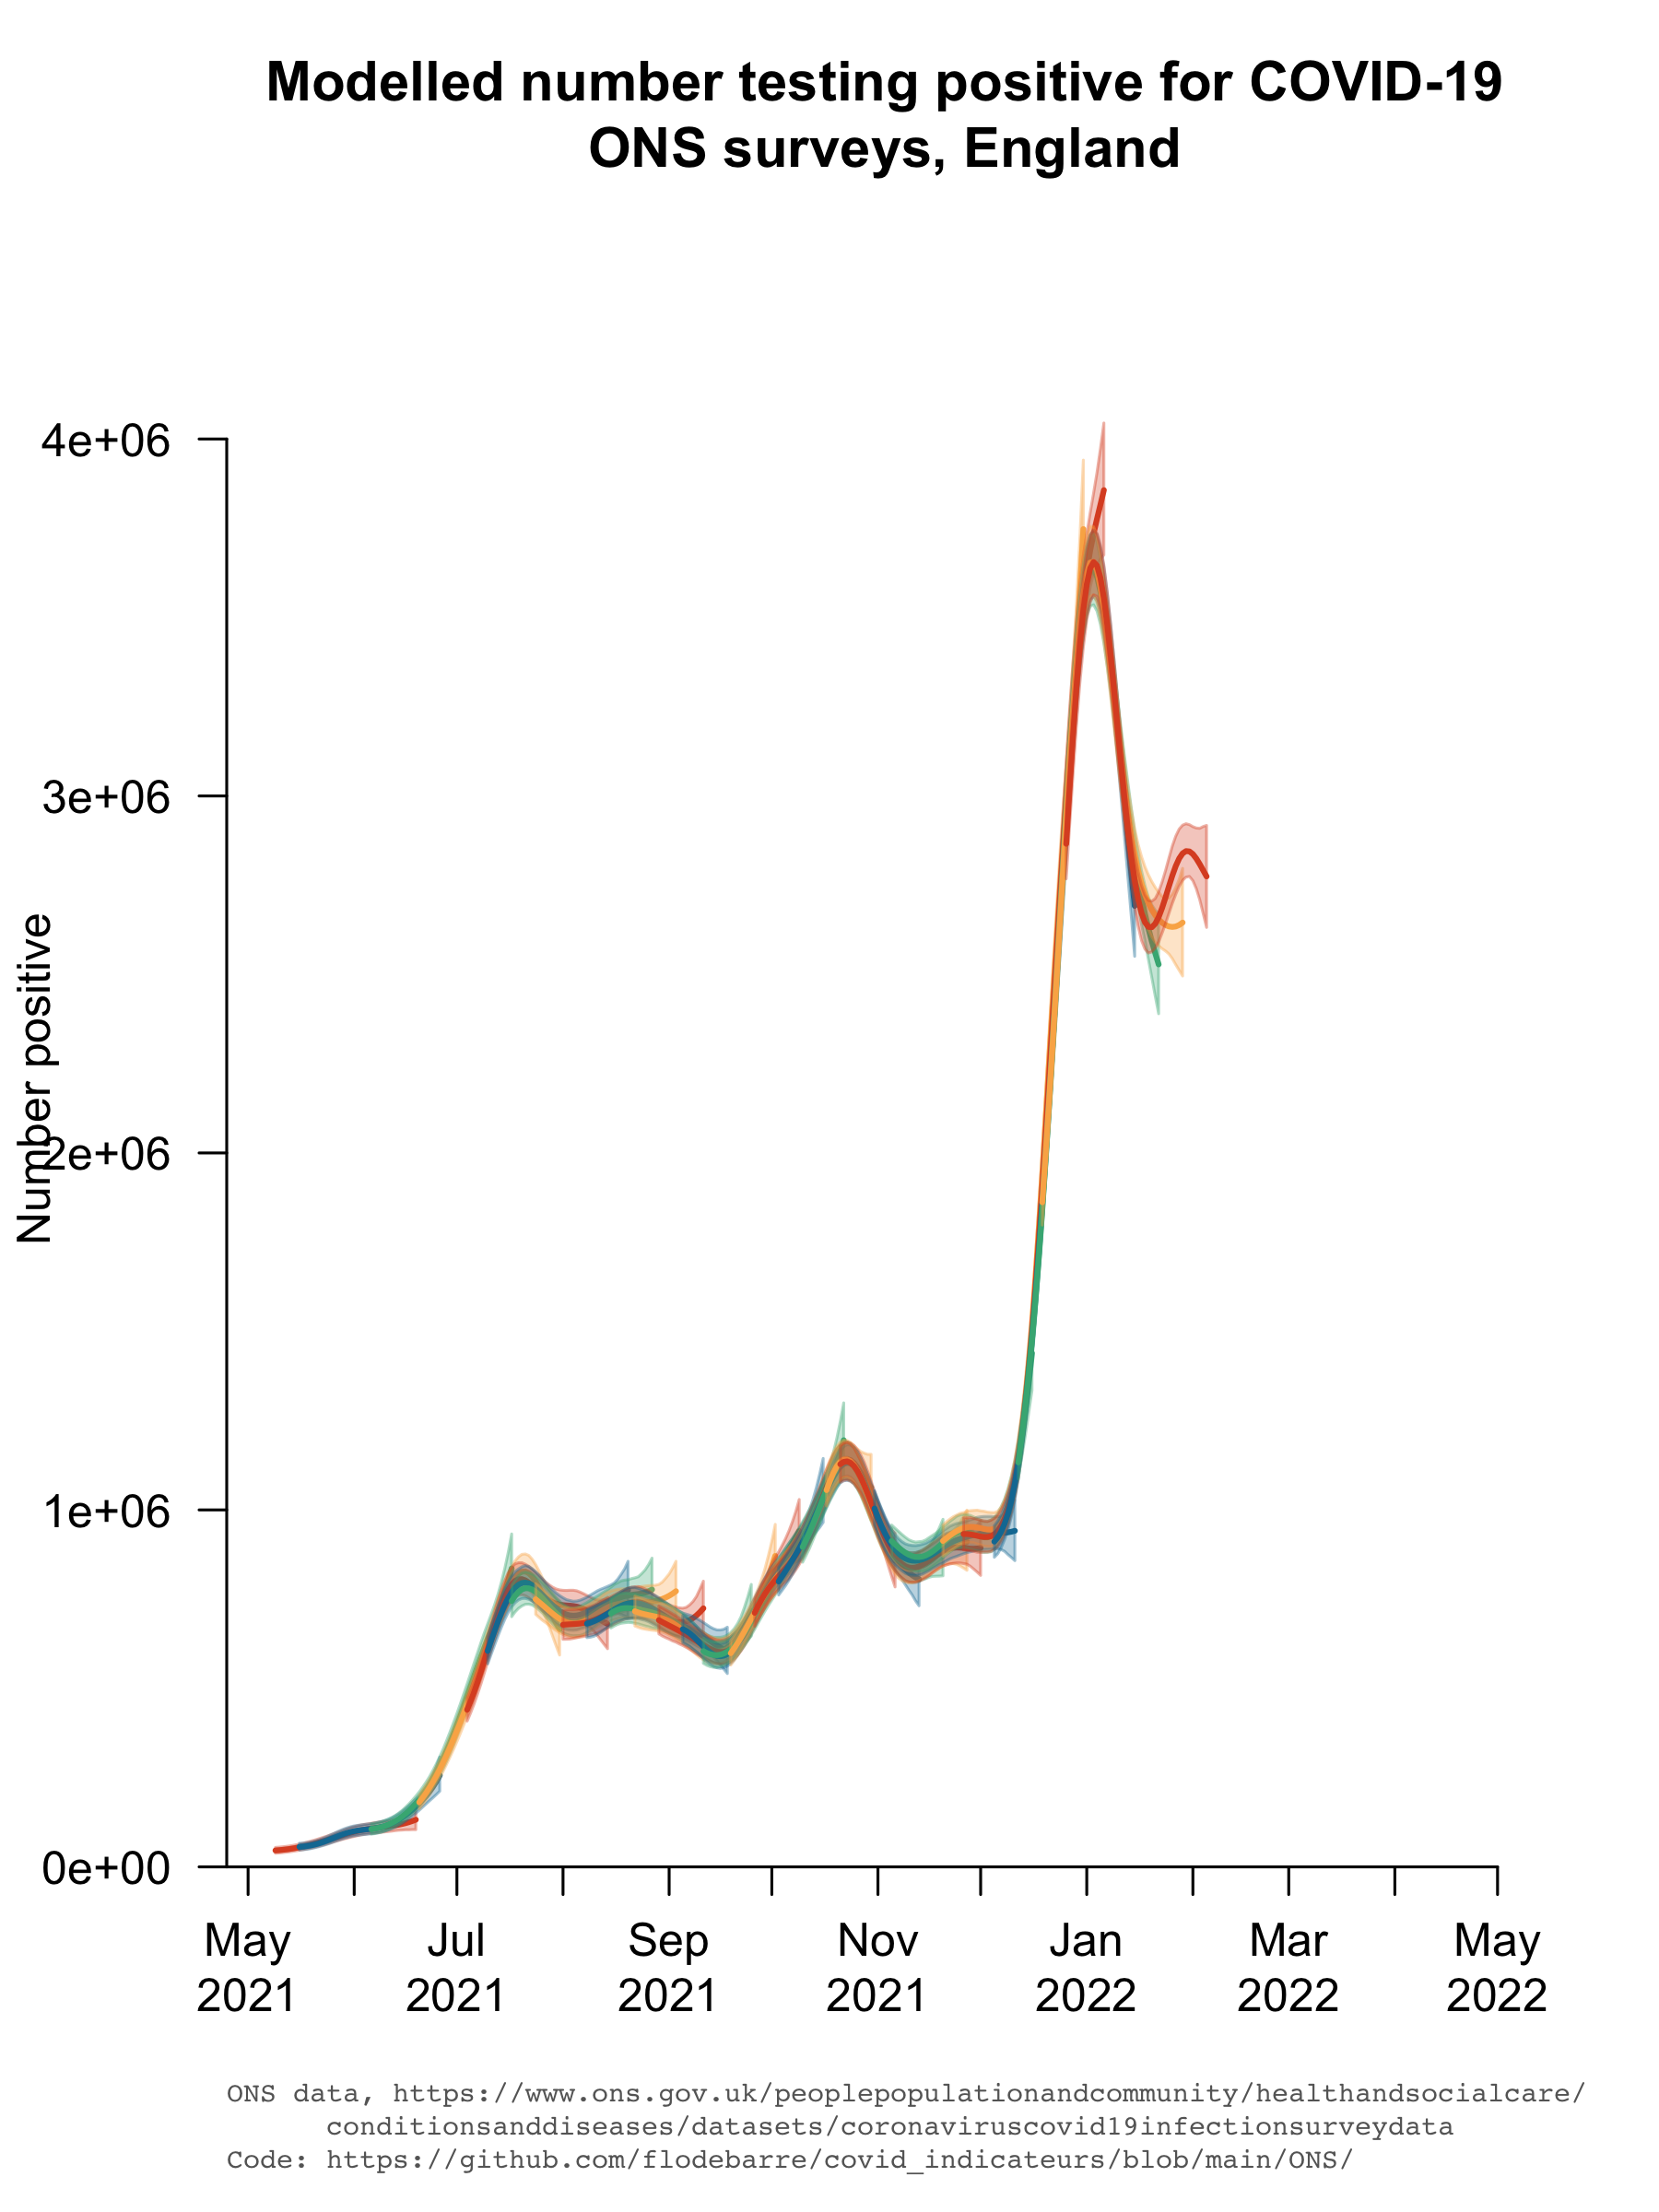 Modelled number testing positive for COVID-19
ONS surveys, England
4e+06
3e+06
2e+06
1e+06
0e+00
Number positive
May Jul Sep Nov Jan Mar May
2021 2021 2021 2021 2022 2022 2022
ONS data, https://www.ons.gov.uk/peoplepopulationandcommunity/healthandsocialcare/
conditionsanddiseases/datasets/coronaviruscovid19infectionsurveydata
Code: https://github.com/flodebarre/covid_indicateurs/blob/main/ONS/